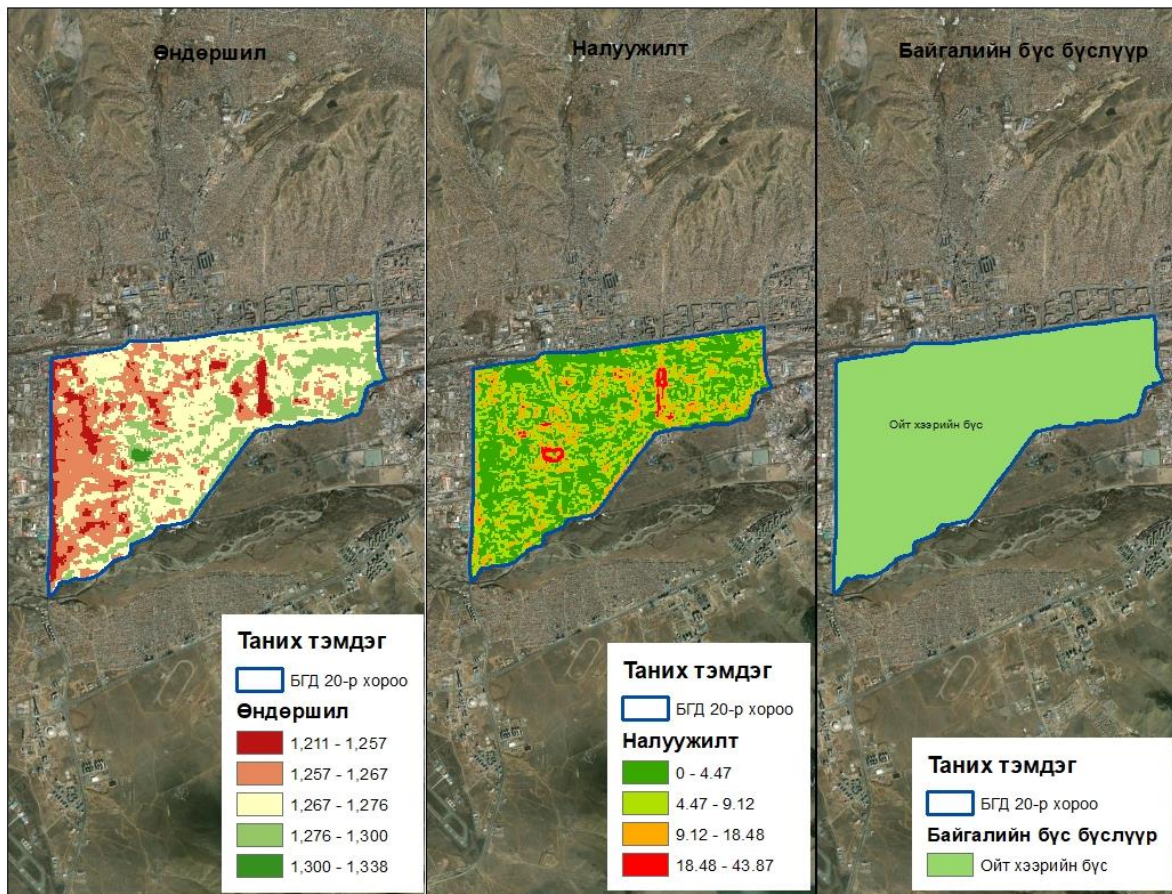 Өндөршил
Таних тэмдэг
БГД 20-р хороо
Өндөршил
1,211 - 1,257
1,257 - 1,267
1,267 - 1,276
1,276 - 1,300
1,300 - 1,338
Налуужилт
Таних тэмдэг
БГД 20-р хороо
Налуужилт
0 - 4.47
4.47 - 9.12
9.12 - 18.48
18.48 - 43.87
Байгалийн бүс бүслүүр
Ойт хээрийн бүс
Таних тэмдэг
БГД 20-р хороо
Байгалийн бүс бүслүүр
Ойт хээрийн бүс